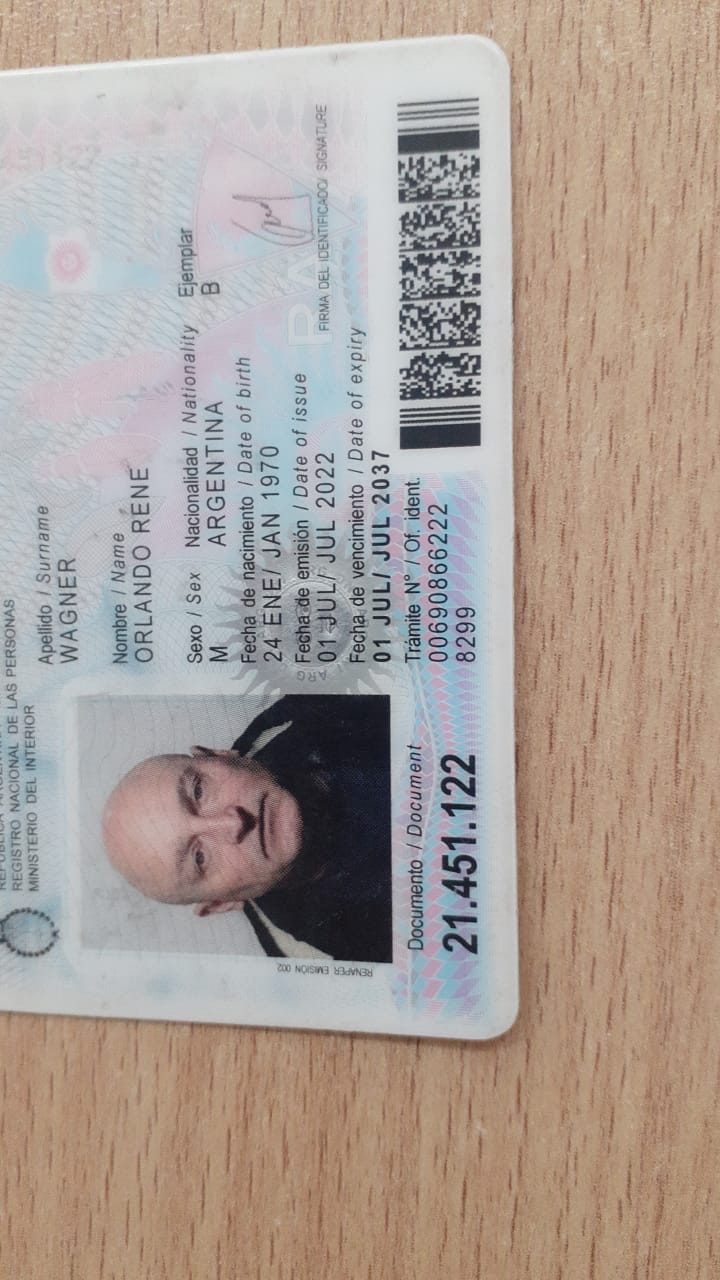 REGISTRO NACIONAL DE LAS PERSONAS
MINISTERIO DEL INTERIOR
Apellido / Surname
WAGNER
Nombre / Name
ORLANDO RENE
Sexo / Sex Nacionalidad / Nationality Ejemplar
M ARGENTINA B
Fecha de nacimiento / Date of birth
24 ENE/ JAN 1970
Fecha de emisión / Date of issue
01 JUL/ JUL 2022
FIRMA DEL IDENTIFICADO/ SIGNATURE
Fecha de vencimiento / Date of expiry
01 JUL/ JUL 2037
Trámite N° / Of. ident.
00690866222
8299
Documento / Document
21.451.122
RENAPER EMISIÓN 002
ARG